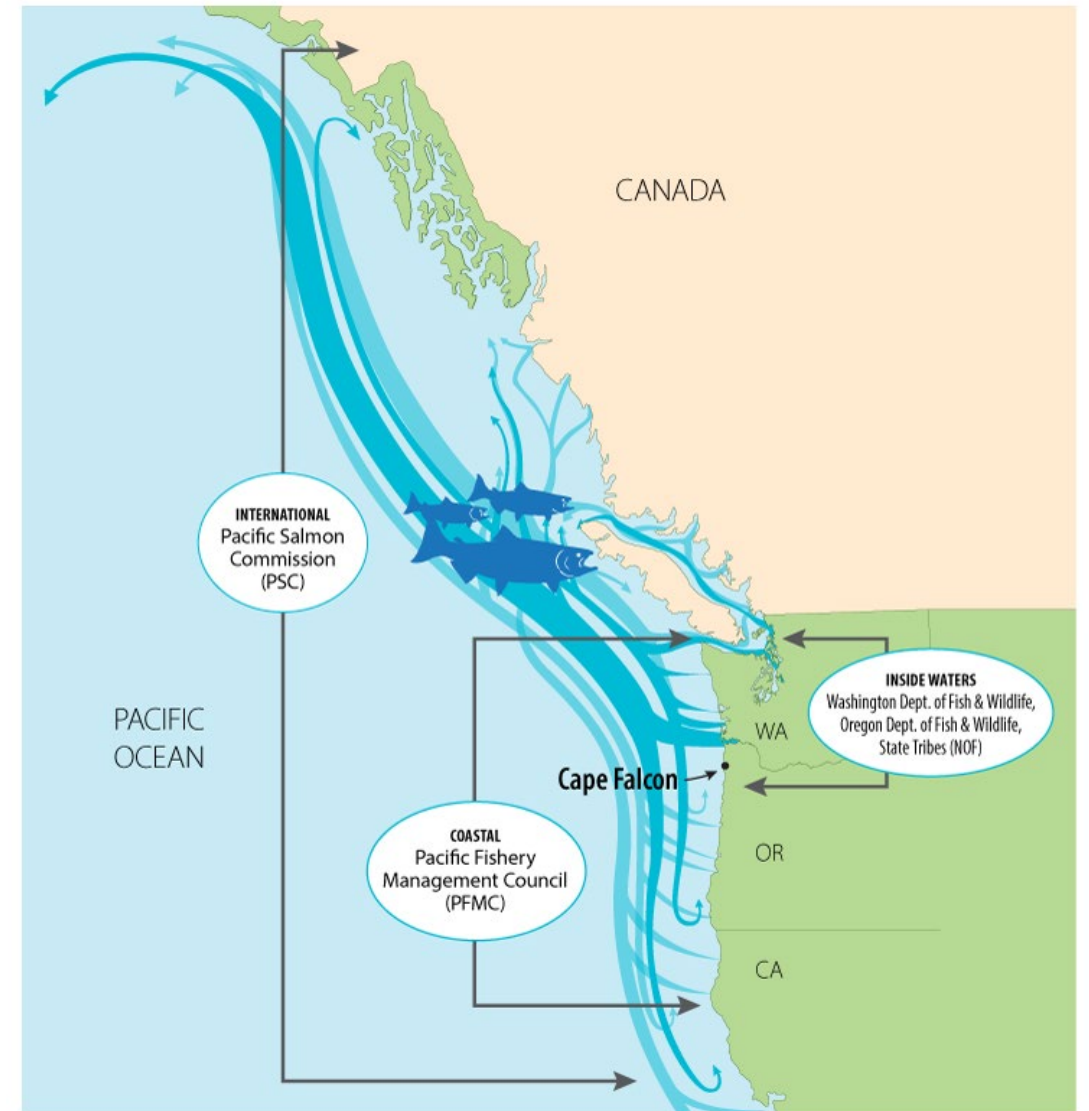 CANADA
INTERNATIONAL
Pacific Salmon
Commission
(PSC)
INSIDE WATERS
Washington Dept. of Fish & Wildlife,
Oregon Dept. of Fish & Wildlife,
State Tribes (NOF)
PACIFIC
OCEAN
WA
Cape Falcon
COASTAL
Pacific Fishery
Management Council
(PFMC)
OR
CA